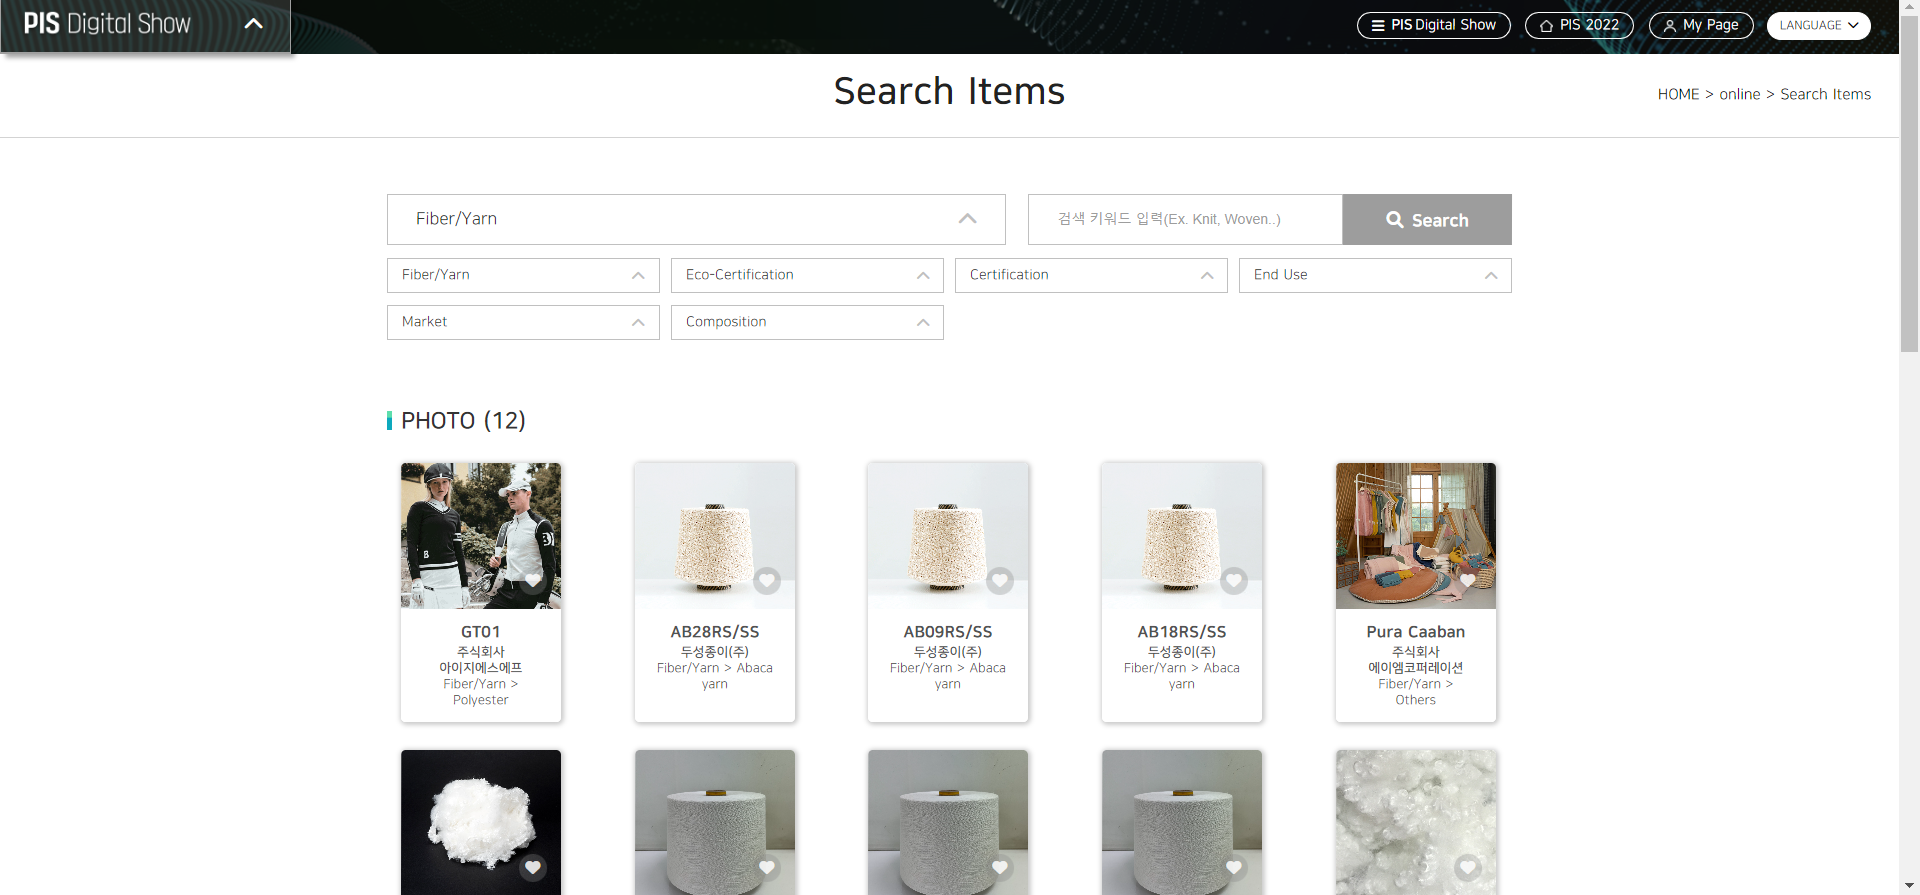 PIS Digital Show
PIS Digital Show
PIS 2022
My Page
LANGUAGE
Search Items
HOME > online > Search Items
Fiber/Yarn
검색 키워드 입력(Ex. Knit, Woven..)
Search
Fiber/Yarn
Eco-Certification
Certification
End Use
Market
Composition
PHOTO (12)
GT01
주식회사
아이지에스에프
Fiber/Yarn >
Polyester
AB28RS/SS
두성종이(주)
Fiber/Yarn > Abaca
yarn
AB09RS/SS
두성종이(주)
Fiber/Yarn > Abaca
yarn
AB18RS/SS
두성종이(주)
Fiber/Yarn > Abaca
yarn
Pura Caaban
주식회사
에이엠코퍼레이션
Fiber/Yarn >
Others